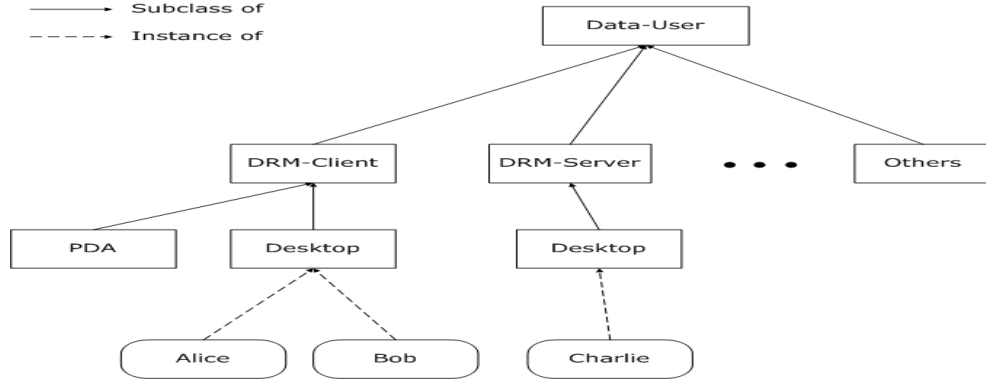 Subclass of
Data-User
Instance of
DRM-Client
DRM-Server
Others
PDA
Desktop
Desktop
Alice
Bob
Charlie